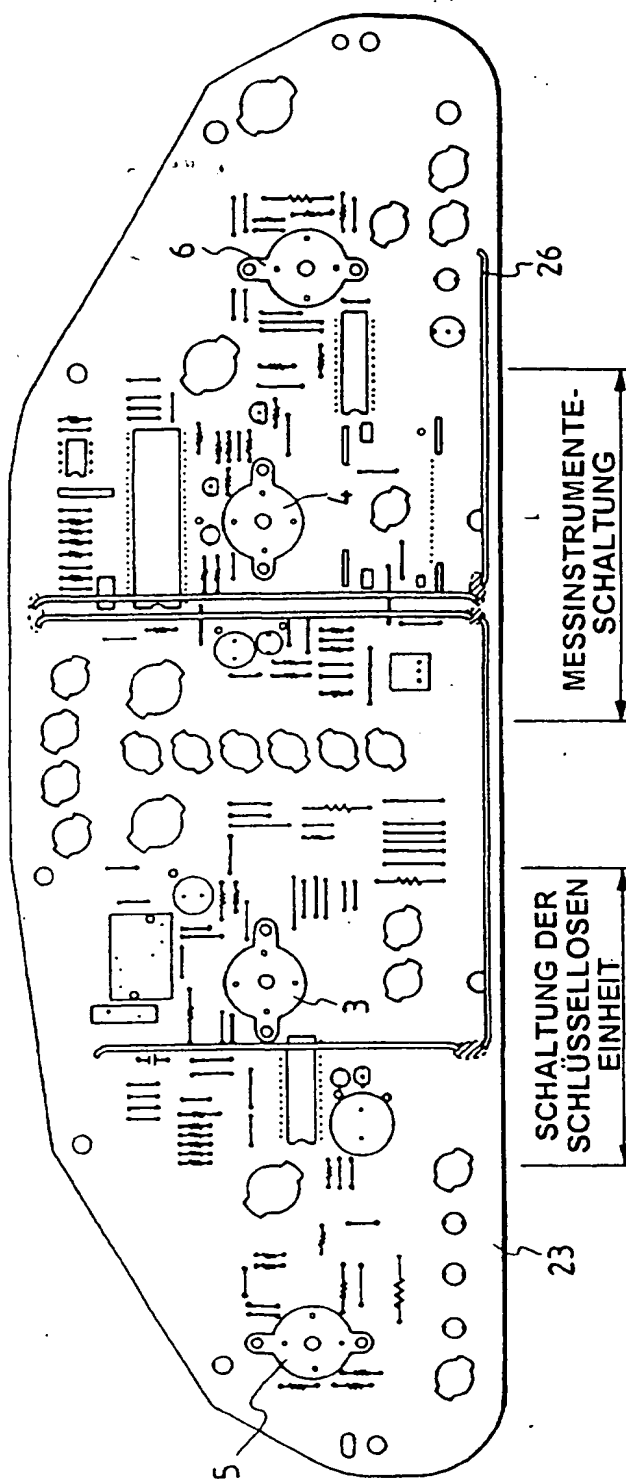 6
4
3
5
26
23
MESSINSTRUMENTE-
SCHALTUNG
SCHALTUNG DER
SCHLÜSSELLOSEN
EINHEIT